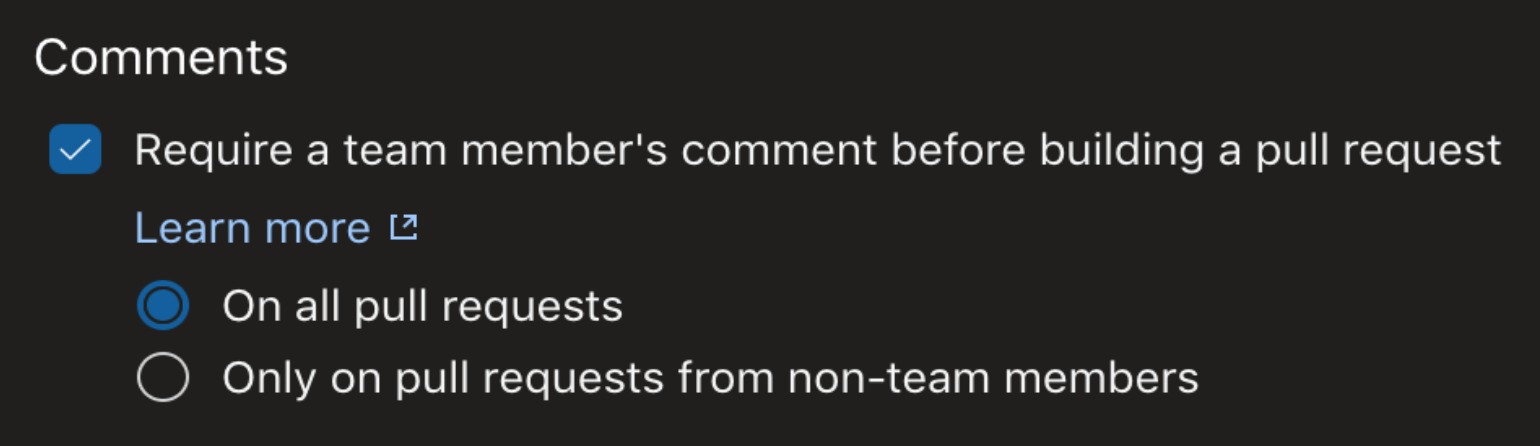 Comments
Require a team member's comment before building a pull request
Learn more
On all pull requests
Only on pull requests from non-team members